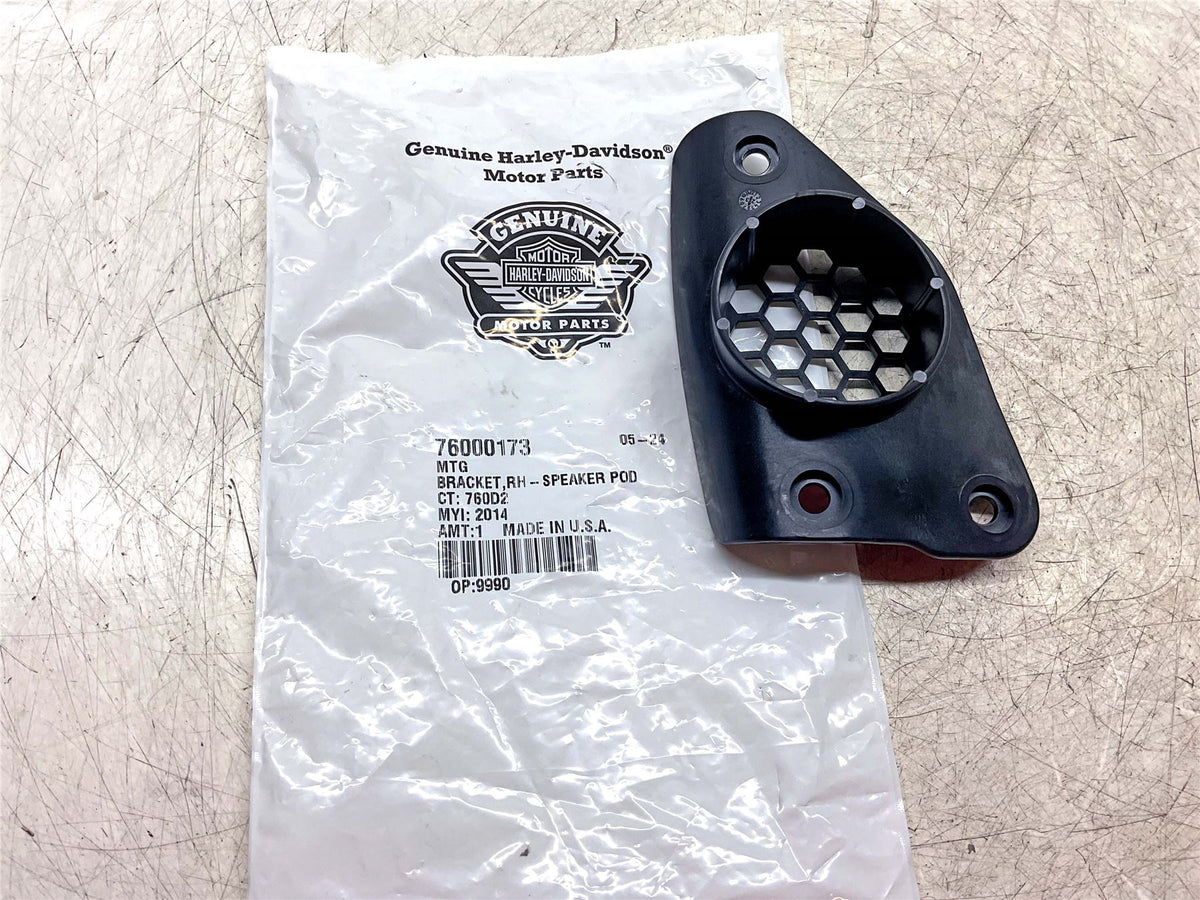 Genuine Harley-Davidson®
Motor Parts
GENUINE
MOTOR
HARLEY-DAVIDSON
CYCLES
MOTOR PARTS
™
76000173 05-24
MTG
BRACKET,RH-SPEAKER POD
CT: 760D2
MYI: 2014
AMT:1 MADE IN U.S.A.
OP:9990